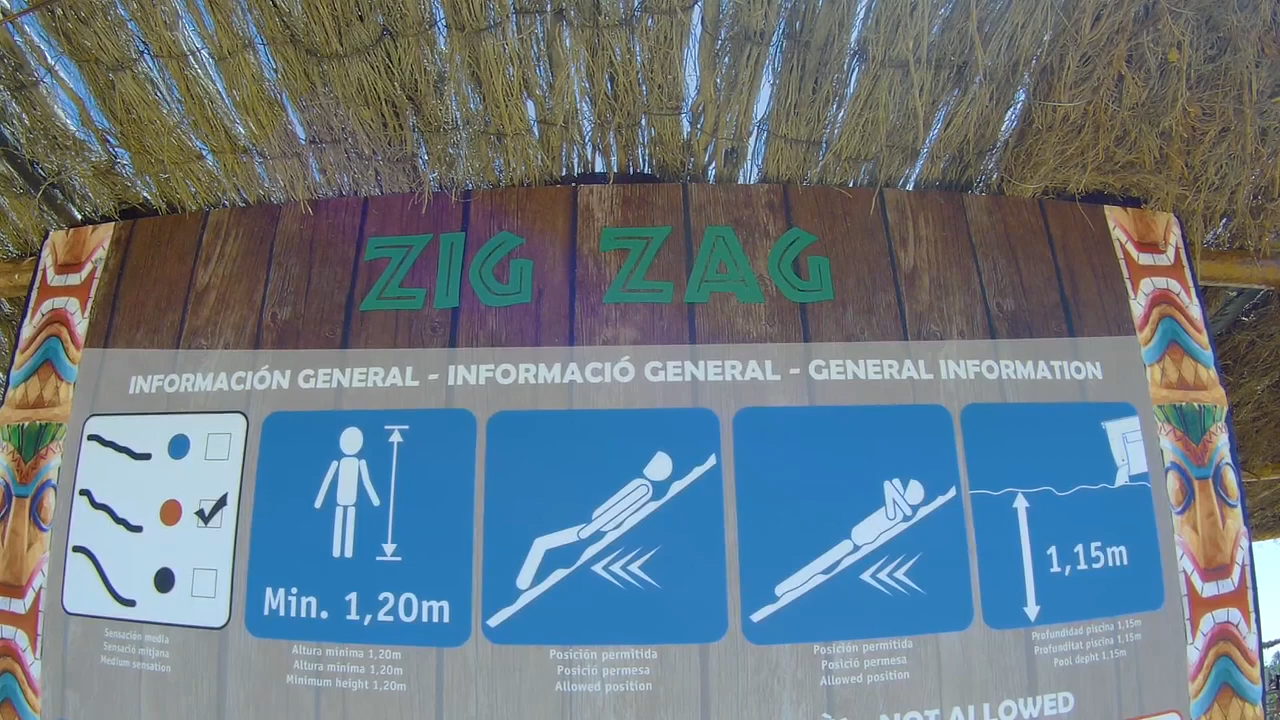 ZIG ZAG
INFORMACIÓN GENERAL - INFORMACIÓ GENERAL - GENERAL INFORMATION
Min. 1,20m
1,15m
Sensación media
Sensació mitjana
Medium sensation
Altura mínima 1,20m
Altura mínima 1,20m
Minimum height 1,20m
Posición permitida
Posició permesa
Allowed position
Posición permitida
Posició permesa
Allowed position
Profundidad piscina 1,15m
Profunditat piscina 1,15m
Pool depht 1,15m
NOT ALLOWED